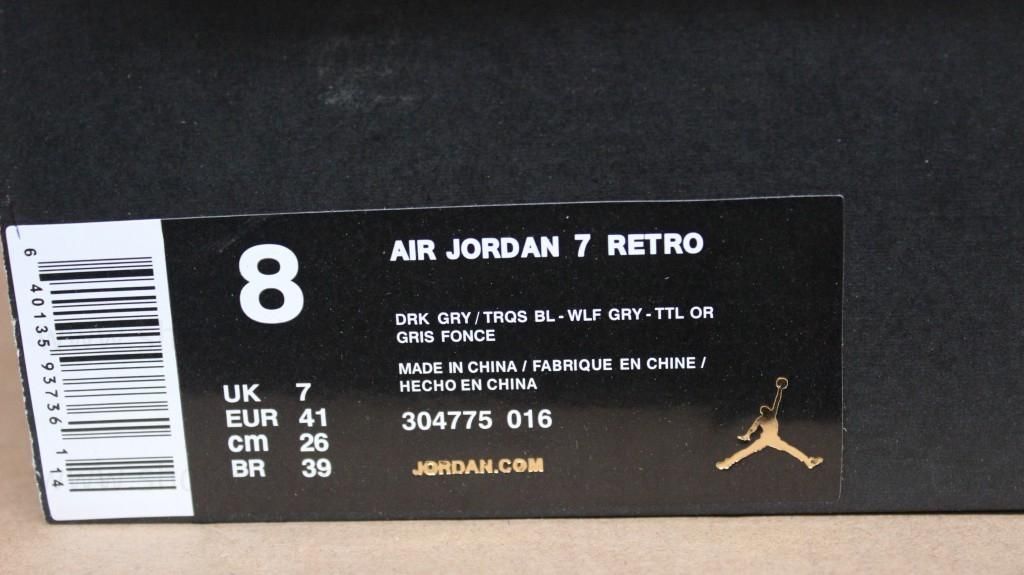 6 40135 93736 1 14
8
UK 7
EUR 41
cm 26
BR 39
AIR JORDAN 7 RETRO
DRK GRY/TRQS BL-WLF GRY-TTL OR
GRIS FONCE
MADE IN CHINA / FABRIQUE EN CHINE /
HECHO EN CHINA
304775 016
JORDAN.COM